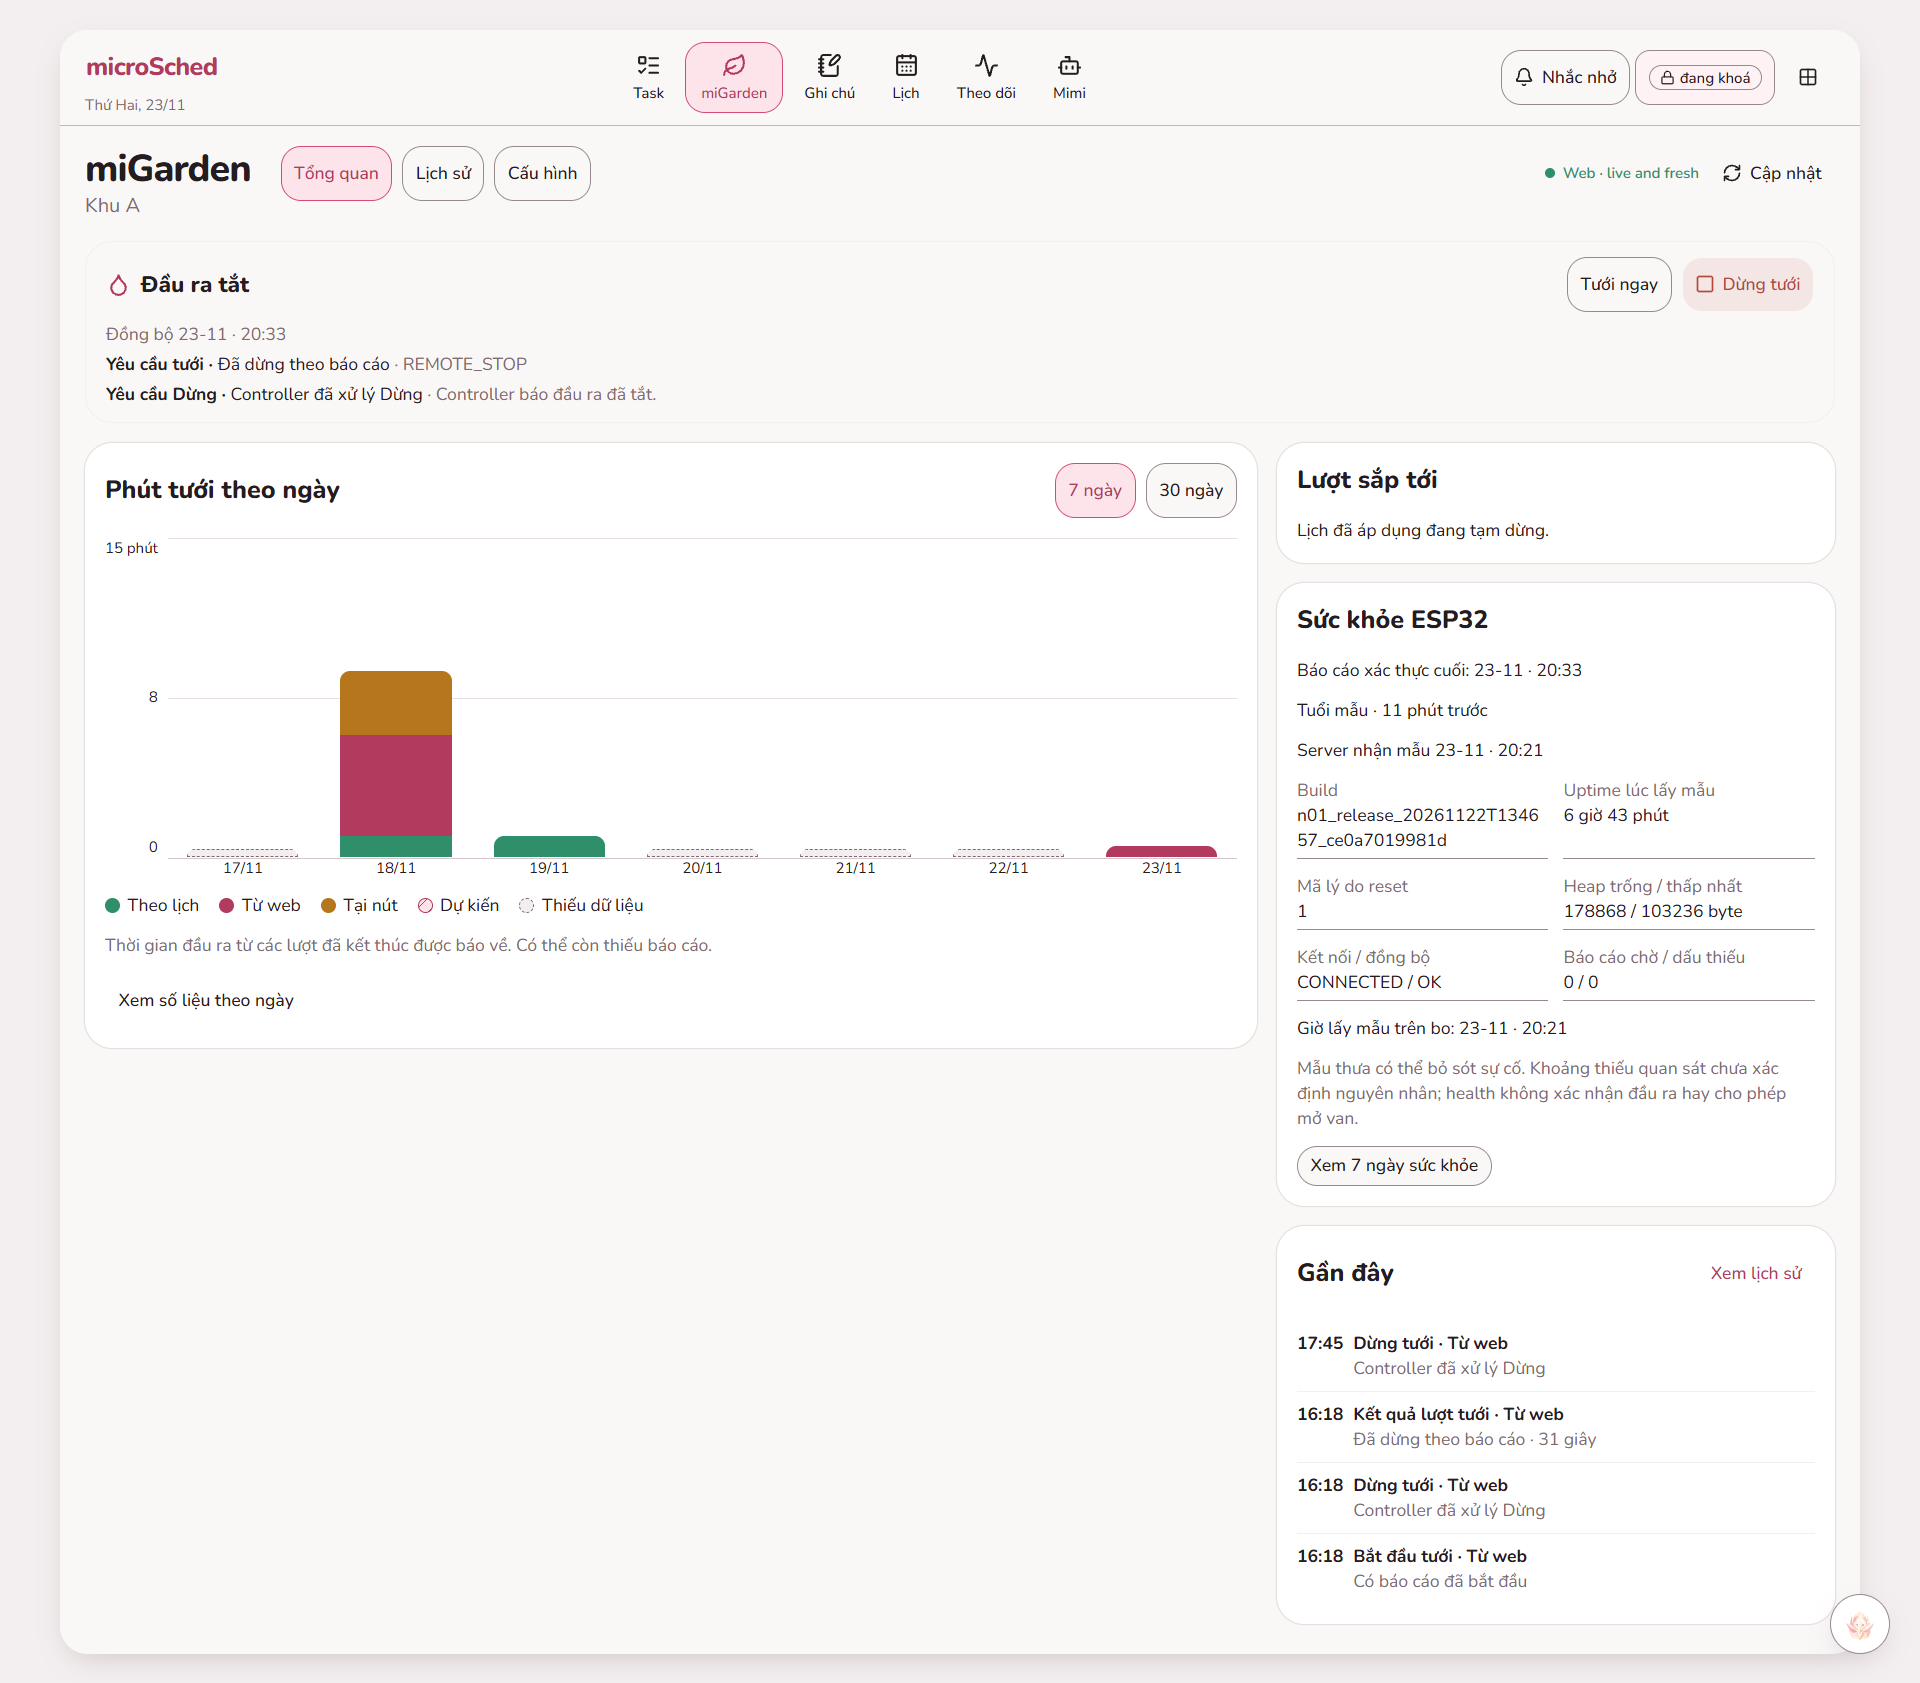 microSched
Thứ Hai, 23/11
Task
miGarden
Ghi chú
Lịch
Theo dõi
Mimi
Nhắc nhở
đang khoá
miGarden
Khu A
Tổng quan
Lịch sử
Cấu hình
Web · live and fresh
Cập nhật
Đầu ra tắt
Tưới ngay
Dừng tưới
Đồng bộ 23-11 · 20:33
Yêu cầu tưới · Đã dừng theo báo cáo · REMOTE_STOP
Yêu cầu Dừng · Controller đã xử lý Dừng · Controller báo đầu ra đã tắt.
Phút tưới theo ngày
7 ngày
30 ngày
15 phút
8
0
17/11
18/11
19/11
20/11
21/11
22/11
23/11
Theo lịch
Từ web
Tại nút
Dự kiến
Thiếu dữ liệu
Thời gian đầu ra từ các lượt đã kết thúc được báo về. Có thể còn thiếu báo cáo.
Xem số liệu theo ngày
Lượt sắp tới
Lịch đã áp dụng đang tạm dừng.
Sức khỏe ESP32
Báo cáo xác thực cuối: 23-11 · 20:33
Tuổi mẫu · 11 phút trước
Server nhận mẫu 23-11 · 20:21
Build
n01_release_20261122T1346
57_ce0a7019981d
Uptime lúc lấy mẫu
6 giờ 43 phút
Mã lý do reset
1
Heap trống / thấp nhất
178868 / 103236 byte
Kết nối / đồng bộ
CONNECTED / OK
Báo cáo chờ / dấu thiếu
0 / 0
Giờ lấy mẫu trên bo: 23-11 · 20:21
Mẫu thưa có thể bỏ sót sự cố. Khoảng thiếu quan sát chưa xác
định nguyên nhân; health không xác nhận đầu ra hay cho phép
mở van.
Xem 7 ngày sức khỏe
Gần đây
Xem lịch sử
17:45 Dừng tưới · Từ web
Controller đã xử lý Dừng
16:18 Kết quả lượt tưới · Từ web
Đã dừng theo báo cáo · 31 giây
16:18 Dừng tưới · Từ web
Controller đã xử lý Dừng
16:18 Bắt đầu tưới · Từ web
Có báo cáo đã bắt đầu